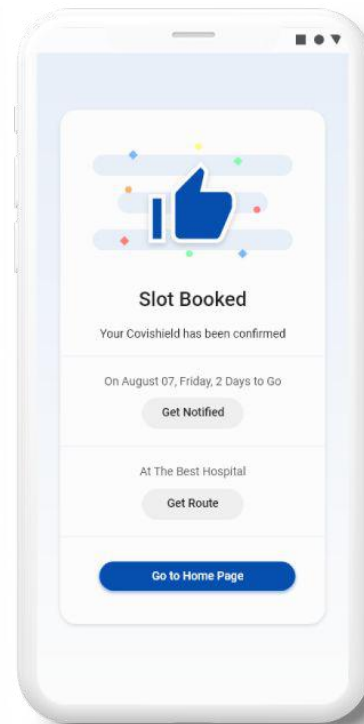 Slot Booked
Your Covishield has been confirmed
On August 07, Friday, 2 Days to Go
Get Notified
At The Best Hospital
Get Route
Go to Home Page